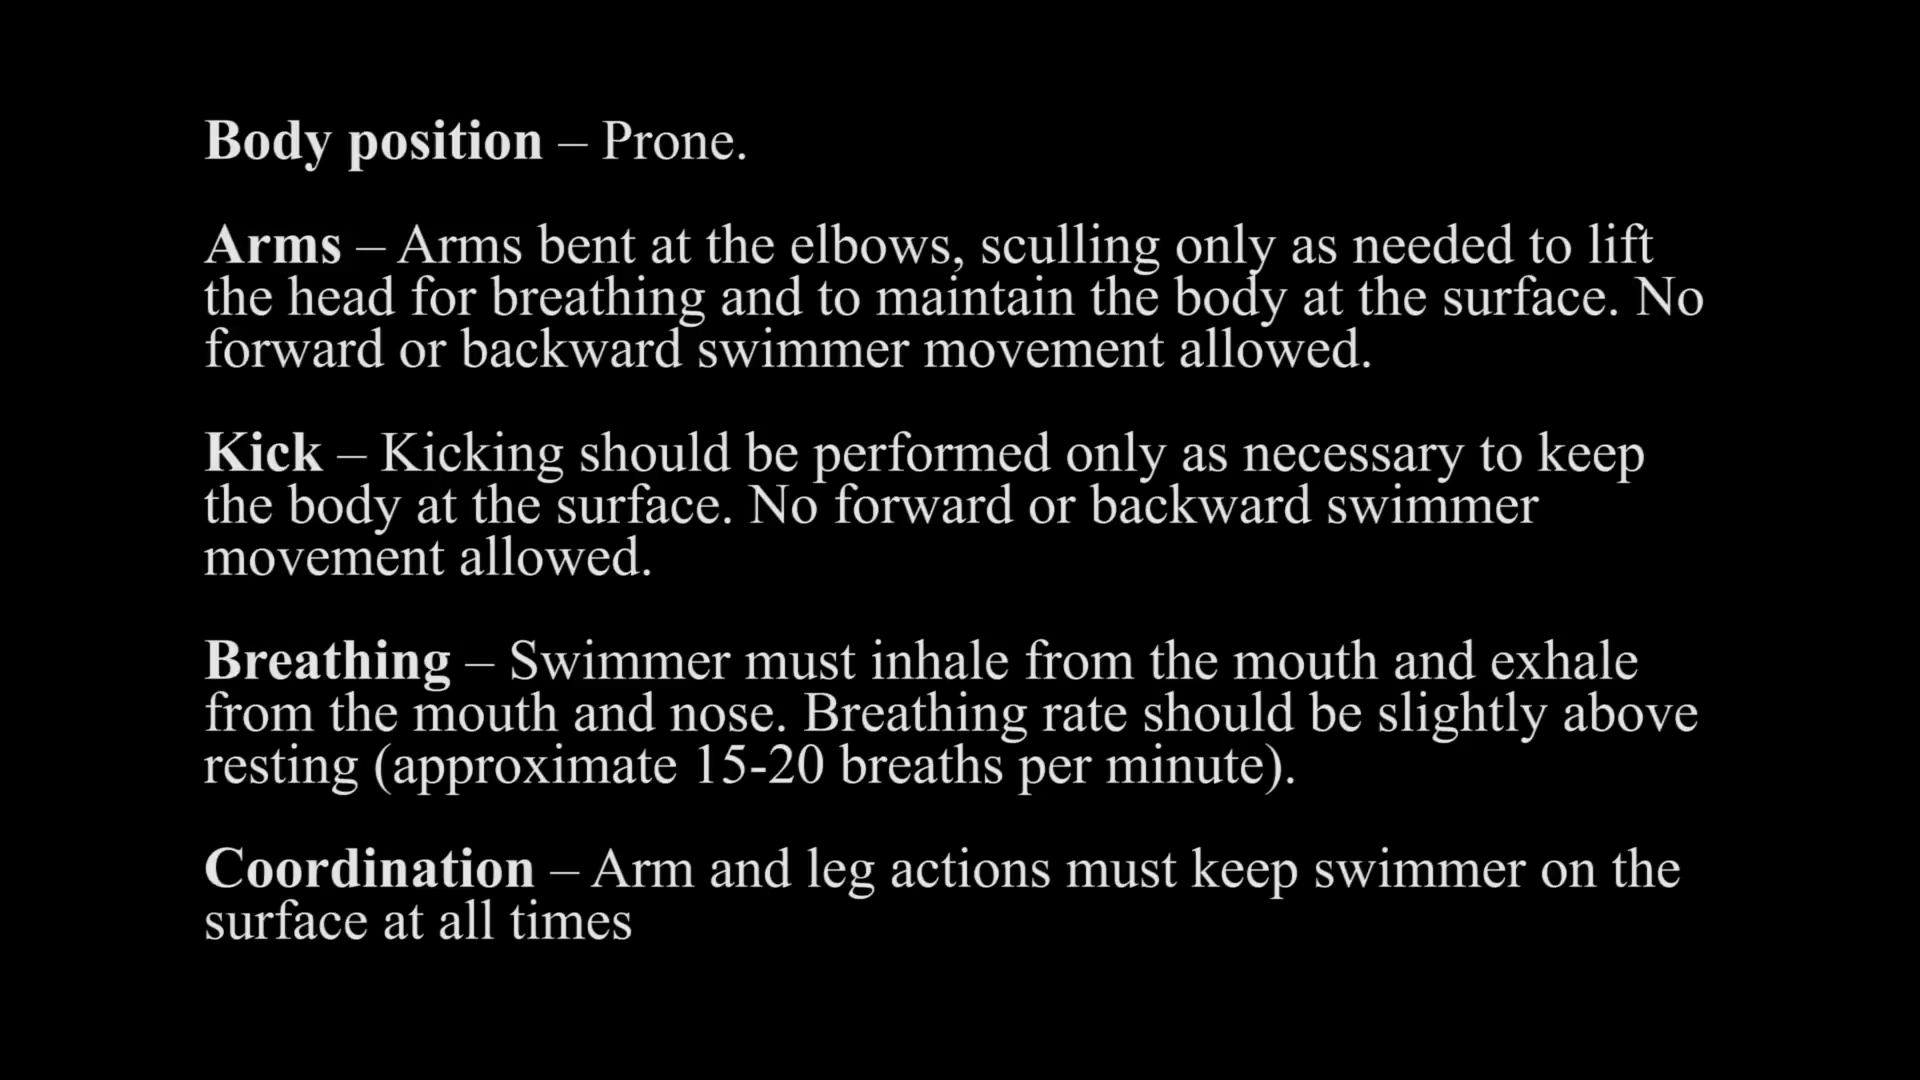 Body position – Prone.
Arms – Arms bent at the elbows, sculling only as needed to lift
the head for breathing and to maintain the body at the surface. No
forward or backward swimmer movement allowed.
Kick – Kicking should be performed only as necessary to keep
the body at the surface. No forward or backward swimmer
movement allowed.
Breathing – Swimmer must inhale from the mouth and exhale
from the mouth and nose. Breathing rate should be slightly above
resting (approximate 15-20 breaths per minute).
Coordination – Arm and leg actions must keep swimmer on the
surface at all times